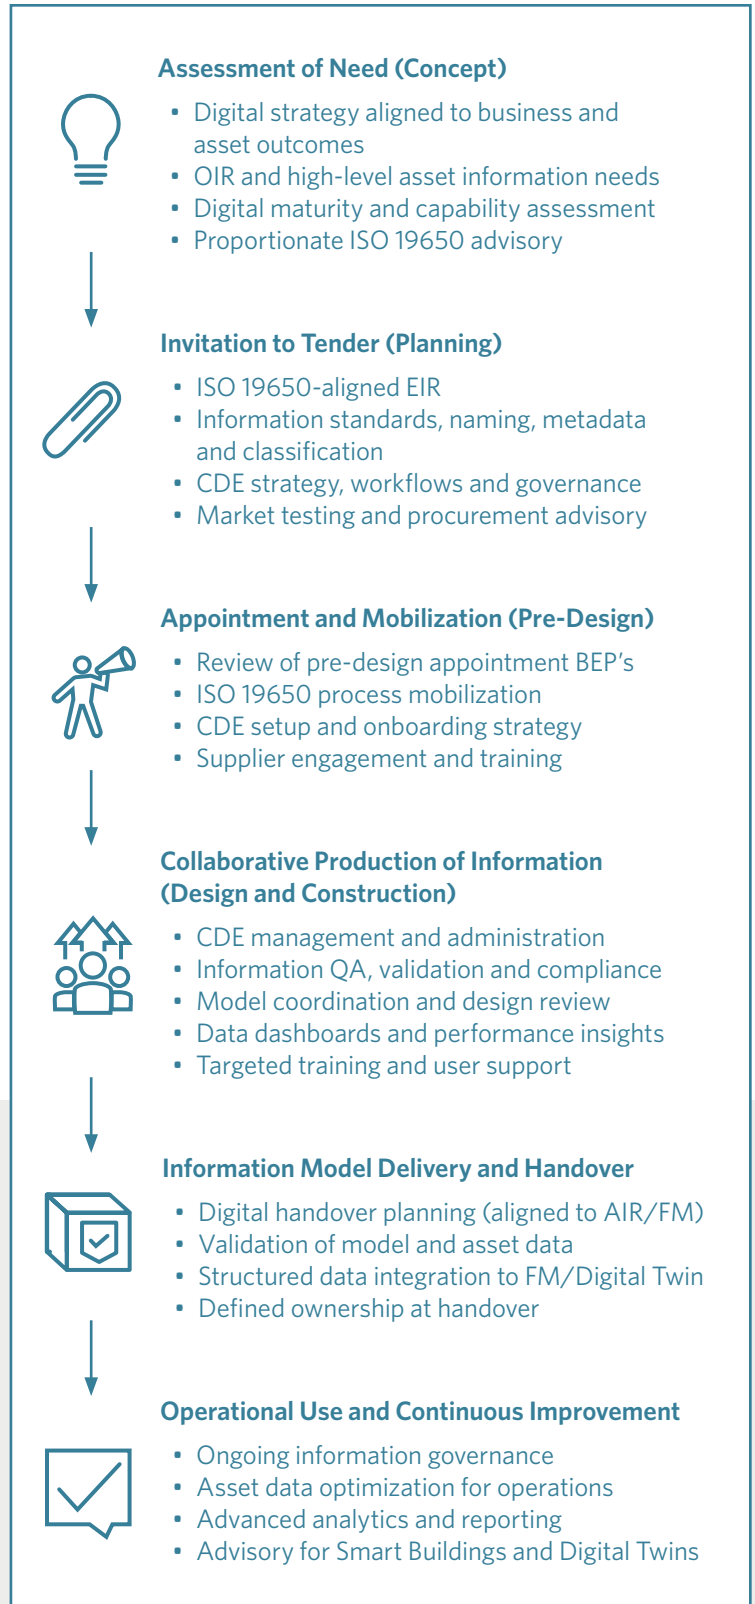 Assessment of Need (Concept)
• Digital strategy aligned to business and
asset outcomes
• OIR and high-level asset information needs
• Digital maturity and capability assessment
• Proportionate ISO 19650 advisory
Invitation to Tender (Planning)
• ISO 19650-aligned EIR
• Information standards, naming, metadata
and classification
• CDE strategy, workflows and governance
• Market testing and procurement advisory
Appointment and Mobilization (Pre-Design)
• Review of pre-design appointment BEP's
• ISO 19650 process mobilization
• CDE setup and onboarding strategy
• Supplier engagement and training
Collaborative Production of Information
(Design and Construction)
• CDE management and administration
• Information QA, validation and compliance
• Model coordination and design review
• Data dashboards and performance insights
• Targeted training and user support
Information Model Delivery and Handover
• Digital handover planning (aligned to AIR/FM)
• Validation of model and asset data
• Structured data integration to FM/Digital Twin
• Defined ownership at handover
Operational Use and Continuous Improvement
• Ongoing information governance
• Asset data optimization for operations
• Advanced analytics and reporting
• Advisory for Smart Buildings and Digital Twins